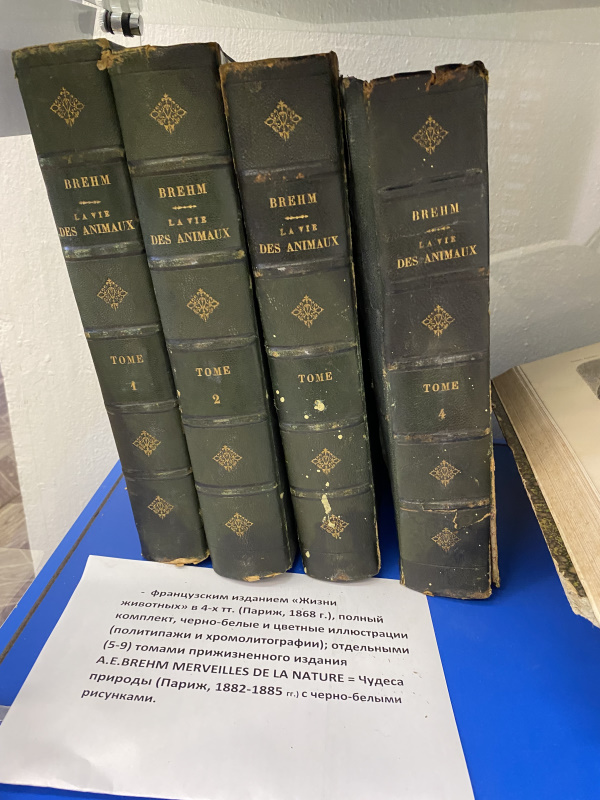 BREHM
LA VIE
DES ANIMAUX
TOME
1
BREHM
LA VIE
DES ANIMAUX
TOME
2
BREHM
LA VIE
DES ANIMAUX
TOME
BREHM
LA VIE
DES ANIMAUX
TOME
4
- французским изданием «Жизни
животных» в 4-х тт. (Париж, 1868 г.), полный
комплект, черно-белые и цветные иллюстрации
(политипажи и хромолитографии); отдельными
(5-9) томами прижизненного издания
A.E.BREHM MERVEILLES DE LA NATURE = Чудеса
природы (Париж, 1882-1885 гг.) с черно-белыми
рисунками.